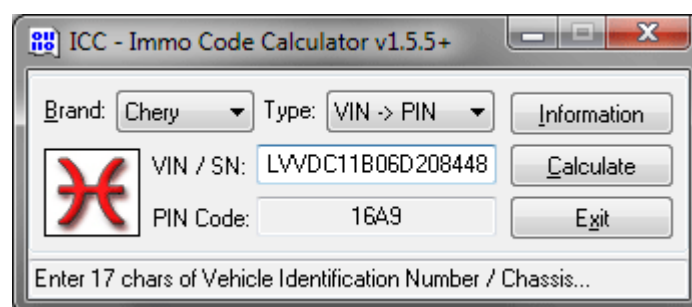 ICC - Immo Code Calculator v1.5.5+
Brand: Chery Type: VIN -> PIN Information
VIN / SN: LVVDC11B06D208448 Calculate
PIN Code: 16A9 Exit
Enter 17 chars of Vehicle Identification Number / Chassis...